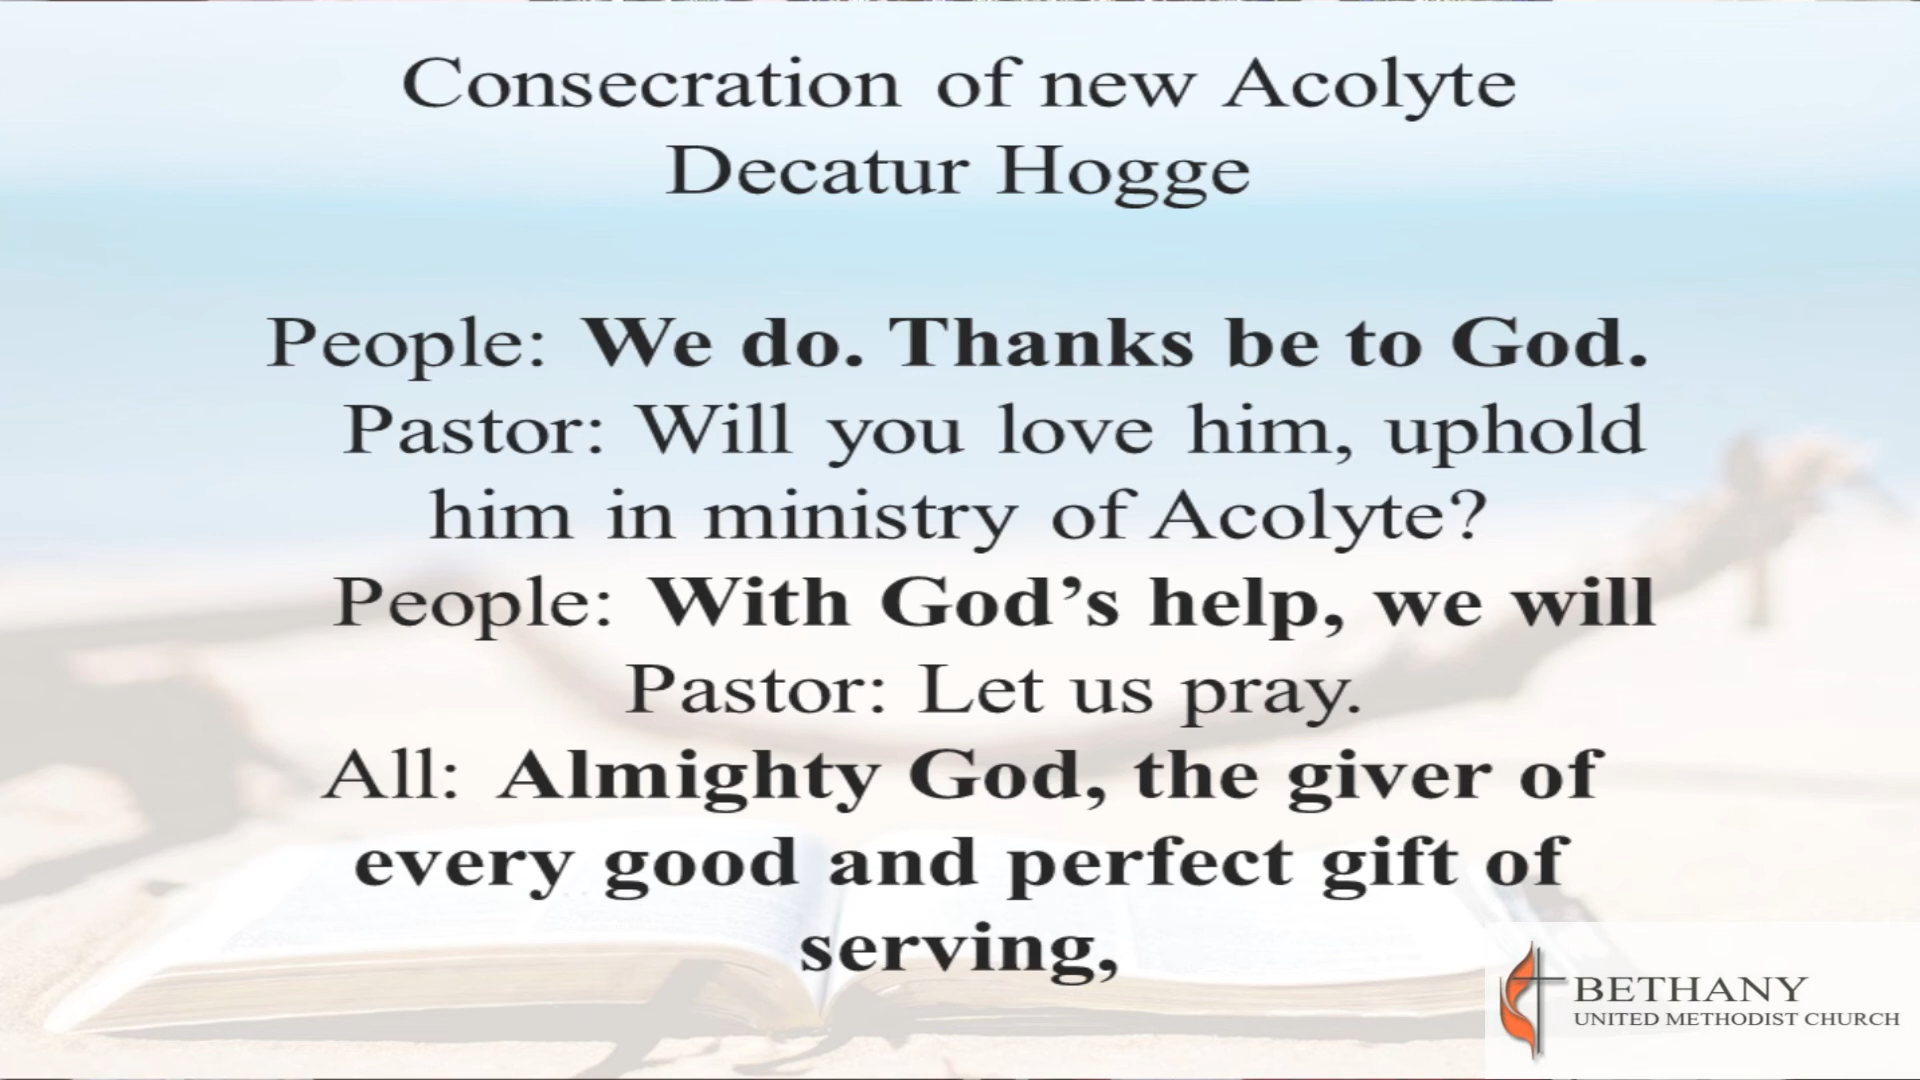 Consecration of new Acolyte
Decatur Hogge
People: We do. Thanks be to God.
Pastor: Will you love him, uphold
him in ministry of Acolyte?
People: With God’s help, we will
Pastor: Let us pray.
All: Almighty God, the giver of
every good and perfect gift of
serving,
BETHANY
UNITED METHODIST CHURCH